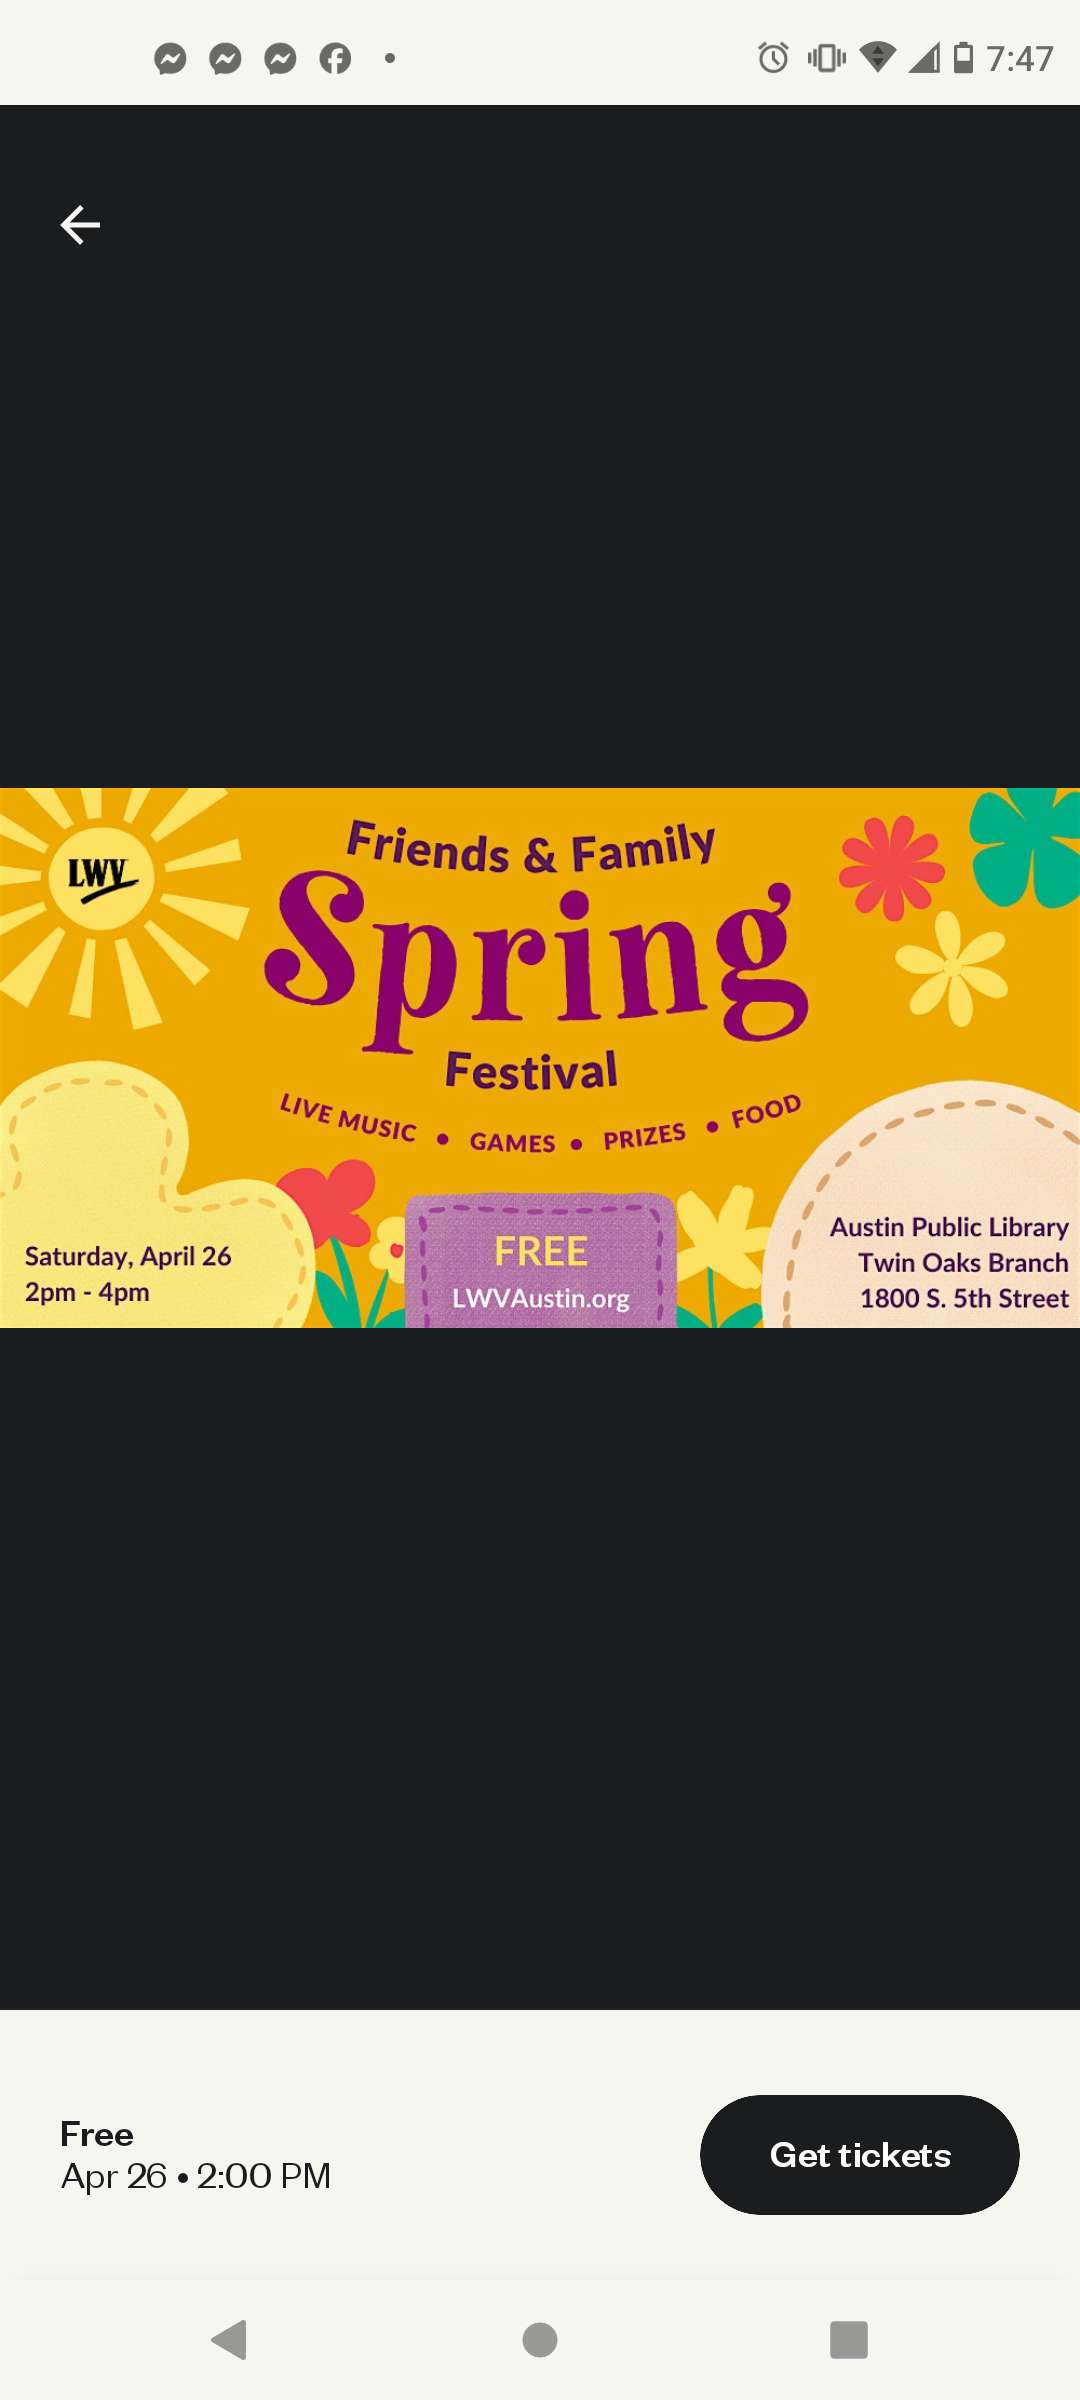 7:47
LWV
Friends & Family
Spring
Festival
LIVE MUSIC • GAMES • PRIZES • FOOD
Saturday, April 26
2pm - 4pm
FREE
LWVAustin.org
Austin Public Library
Twin Oaks Branch
1800 S. 5th Street
Free
Apr 26 • 2:00 PM
Get tickets